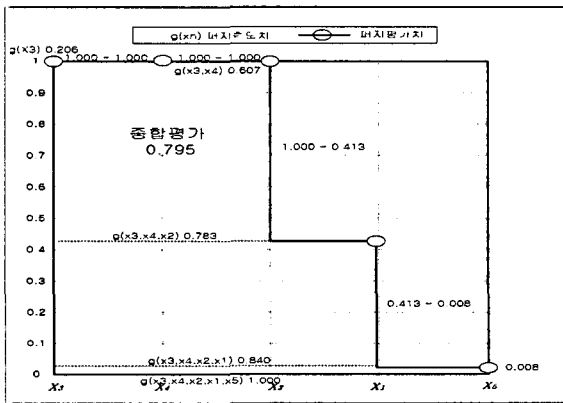 g(xn) 퍼지측도치
퍼지평가치
g(x3) 0.206
1.000 - 1.000
1.000 - 1.000
g(x3,x4) 0.607
종합평가
0.795
1.000 - 0.413
g(x3,x4,x2) 0.783
0.413 - 0.008
g(x3,x4,x2,x1) 0.840
0.008
g(x3,x4,x2,x1,x5) 1.000
1
0.9
0.8
0.7
0.6
0.5
0.4
0.3
0.2
0.1
0
X3
X4
X2
X1
X5